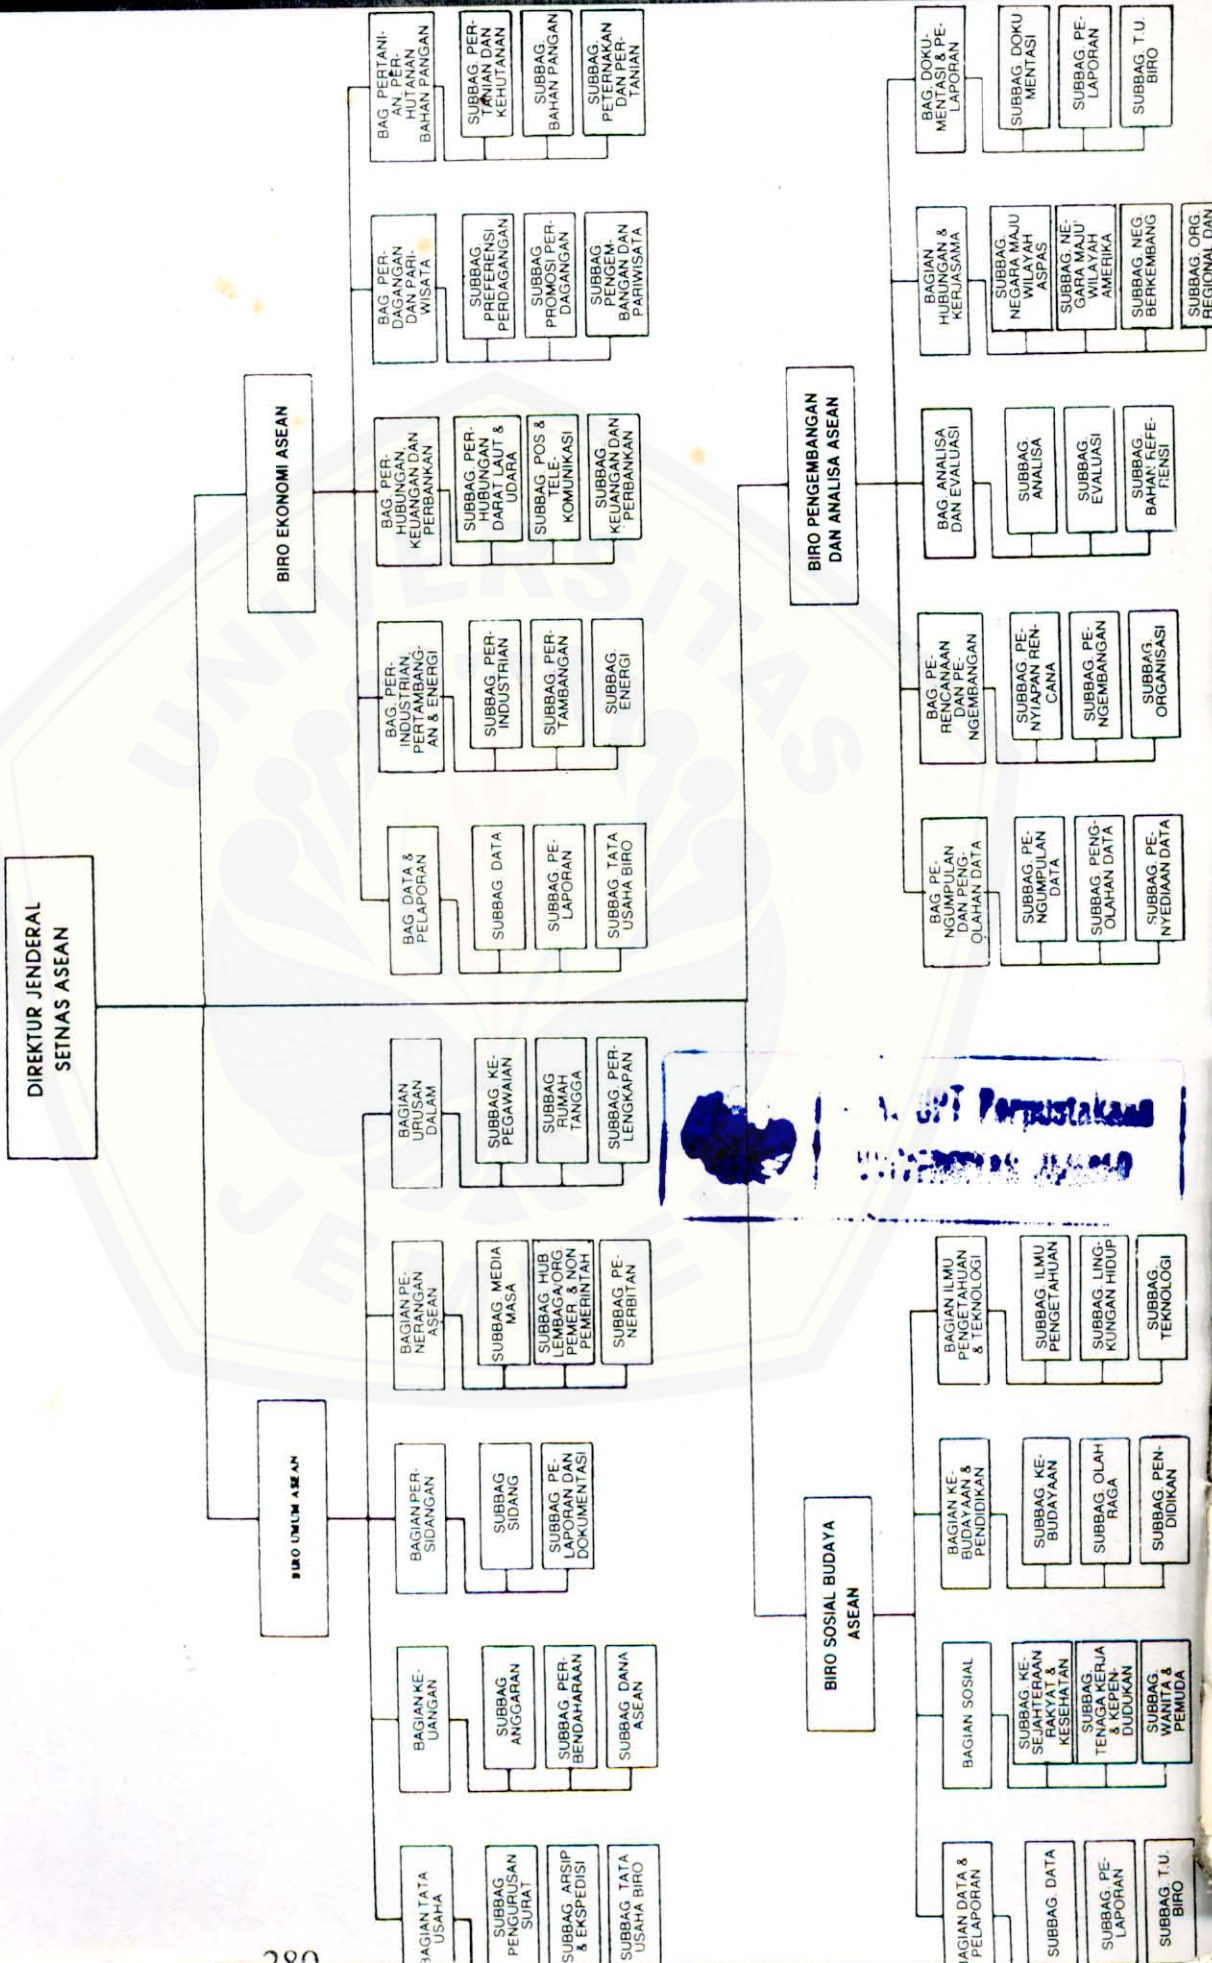 DIREKTUR JENDERAL
SETNAS ASEAN
BIRO UMUM ASEAN
BAGIAN TATA
USAHA
SUBBAG
PENGURUSAN
SURAT
SUBBAG. ARSIP
& EKSPEDISI
SUBBAG TATA
USAHA BIRO
BAGIAN KE-
UANGAN
SUBBAG
ANGGARAN
SUBBAG. PER-
BENDAHARAAN
SUBBAG DANA
ASEAN
BAGIAN PER-
SIDANGAN
SUBBAG
SIDANG
SUBBAG PE-
LAPORAN DAN
DOKUMENTASI
BAGIAN PE-
NERANGAN
ASEAN
SUBBAG. MEDIA
MASA
SUBBAG. HUB
LEMBAGA/ORG
PEMER & NON
PEMERINTAH
SUBBAG. PE-
NERBITAN
BAGIAN
URUSAN
DALAM
SUBBAG KE-
PEGAWAIAN
SUBBAG
RUMAH
TANGGA
SUBBAG. PER-
LENGKAPAN
BIRO EKONOMI ASEAN
BAG. DATA &
PELAPORAN
SUBBAG. DATA
SUBBAG. PE-
LAPORAN
SUBBAG. TATA
USAHA BIRO
BAG. PER-
INDUSTRIAN,
PERTAMBANG-
AN & ENERGI
SUBBAG. PER-
INDUSTRIAN
SUBBAG. PER-
TAMBANGAN
SUBBAG.
ENERGI
BAG. PER-
HUBUNGAN,
KEUANGAN DAN
PERBANKAN
SUBBAG. PER-
HUBUNGAN
DARAT LAUT &
UDARA
SUBBAG. POS &
TELE-
KOMUNIKASI
SUBBAG
KEUANGAN DAN
PERBANKAN
BAG. PER-
DAGANGAN
DAN PARI-
WISATA
SUBBAG
PREFERENSI
PERDAGANGAN
SUBBAG
PROMOSI PER-
DAGANGAN
SUBBAG
PENGEM-
BANGAN DAN
PARIWISATA
BAG. PERTANI-
AN, PER-
HUTANAN
BAHAN PANGAN
SUBBAG. PER-
TANIAN DAN
KEHUTANAN
SUBBAG.
BAHAN PANGAN
SUBBAG.
PETERNAKAN
DAN PER-
TANIAN
BIRO SOSIAL BUDAYA
ASEAN
BAGIAN DATA &
PELAPORAN
SUBBAG. DATA
SUBBAG. PE-
LAPORAN
SUBBAG. T.U.
BIRO
BAGIAN SOSIAL
SUBBAG. KE-
SEJAHTERAAN
RAKYAT &
KESEHATAN
SUBBAG.
TENAGA KERJA
& KEPEN-
DUDUKAN
SUBBAG.
WANITA &
PEMUDA
BAGIAN KE-
BUDAYAAN &
PENDIDIKAN
SUBBAG. KE-
BUDAYAAN
SUBBAG. OLAH
RAGA
SUBBAG. PEN-
DIDIKAN
BAGIAN ILMU
PENGETAHUAN
& TEKNOLOGI
SUBBAG. ILMU
PENGETAHUAN
SUBBAG. LING-
KUNGAN HIDUP
SUBBAG.
TEKNOLOGI
BIRO PENGEMBANGAN
DAN ANALISA ASEAN
BAG. PE-
NGUMPULAN
DAN PENG-
OLAHAN DATA
SUBBAG. PE-
NGUMPULAN
DATA
SUBBAG. PENG-
OLAHAN DATA
SUBBAG. PE-
NYEDIAAN DATA
BAG. PE-
RENCANAAN
DAN PE-
NGEMBANGAN
SUBBAG. PE-
NYIAPAN REN-
CANA
SUBBAG. PE-
NGEMBANGAN
SUBBAG.
ORGANISASI
BAG. ANALISA
DAN EVALUASI
SUBBAG.
ANALISA
SUBBAG.
EVALUASI
SUBBAG.
BAHAN REFE-
RENSI
BAGIAN
HUBUNGAN &
KERJASAMA
SUBBAG.
NEGARA MAJU
WILAYAH
ASPAS
SUBBAG. NE-
GARA MAJU
WILAYAH
AMERIKA
SUBBAG. NEG.
BERKEMBANG
SUBBAG. ORG.
REGIONAL DAN
BAG. DOKU-
MENTASI & PE-
LAPORAN
SUBBAG. DOKU
MENTASI
SUBBAG. PE-
LAPORAN
SUBBAG. T.U.
BIRO
UPT Perpustakaan
UNIVERSITAS JEMBER
UNIVERSITAS
JEMBER